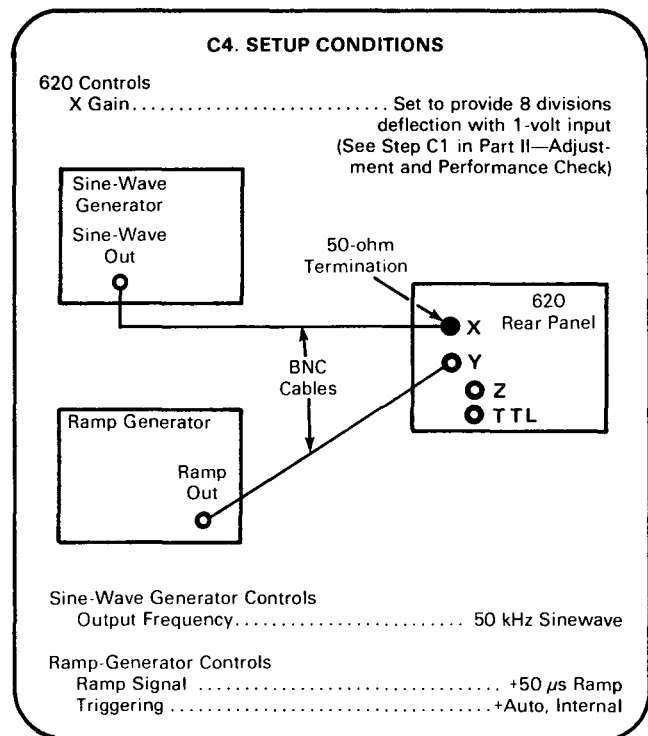 C4. SETUP CONDITIONS
620 Controls
X Gain............................ Set to provide 8 divisions
deflection with 1-volt input
(See Step C1 in Part II—Adjust-
ment and Performance Check)
Sine-Wave
Generator
Sine-Wave
Out
50-ohm
Termination
620
Rear Panel
X
Y
Z
TTL
BNC
Cables
Ramp Generator
Ramp
Out
Sine-Wave Generator Controls
Output Frequency......................... 50 kHz Sinewave
Ramp-Generator Controls
Ramp Signal .................................. +50 μs Ramp
Triggering ....................................+Auto, Internal